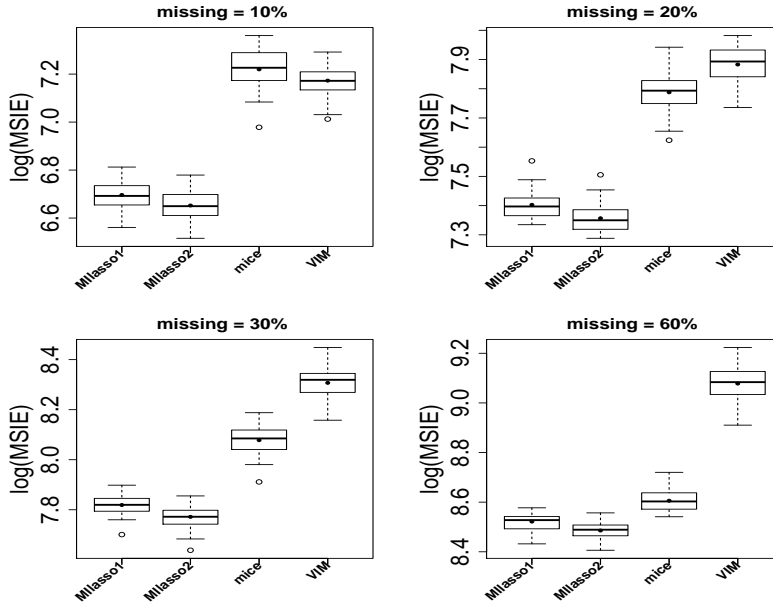 missing = 10%
log(MSIE)
7.2
7.0
6.8
6.6
MIlasso1
MIlasso2
mice
VIM
missing = 20%
log(MSIE)
7.9
7.7
7.5
7.3
MIlasso1
MIlasso2
mice
VIM
missing = 30%
log(MSIE)
8.4
8.2
8.0
7.8
MIlasso1
MIlasso2
mice
VIM
missing = 60%
log(MSIE)
9.2
9.0
8.8
8.6
8.4
MIlasso1
MIlasso2
mice
VIM